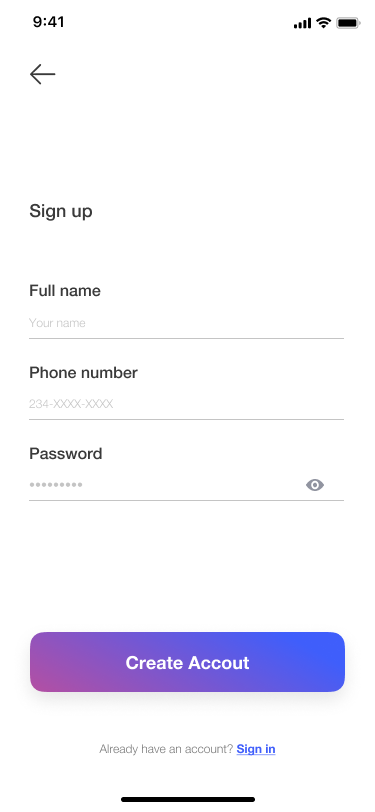 9:41
Sign up
Full name
Your name
Phone number
234-XXXX-XXXX
Password
•••••••••
Create Accout
Already have an account? Sign in